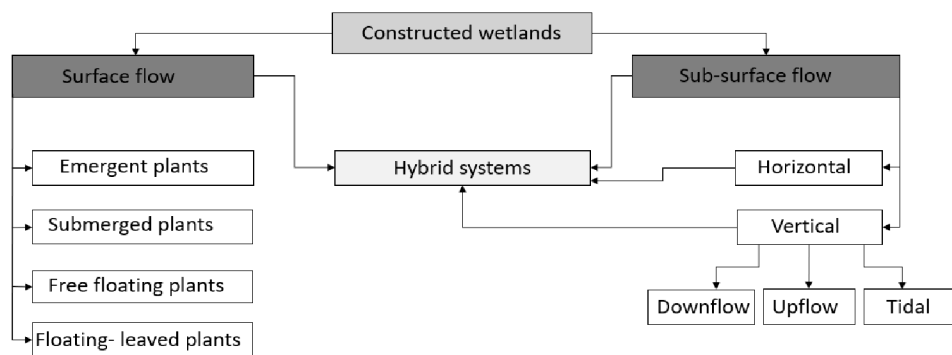 Constructed wetlands
Surface flow
Sub-surface flow
Emergent plants
Hybrid systems
Horizontal
Submerged plants
Vertical
Free floating plants
Downflow
Upflow
Tidal
Floating- leaved plants